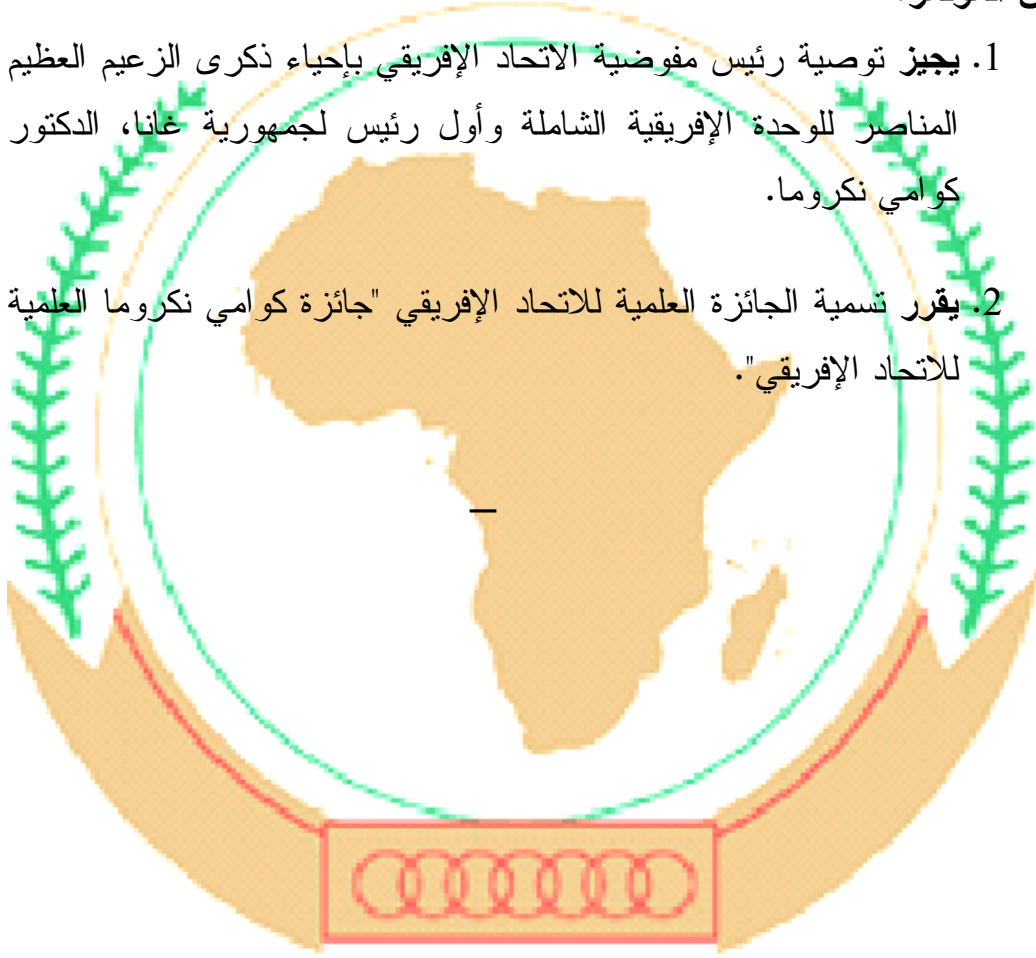 1. يجيز توصية رئيس مفوضية الاتحاد الإفريقي بإحياء ذكرى الزعيم العظيم
المناصر للوحدة الإفريقية الشاملة وأول رئيس لجمهورية غانا، الدكتور
كوامي نكروما.
2. يقرر تسمية الجائزة العلمية للاتحاد الإفريقي "جائزة كوامي نكروما العلمية
للاتحاد الإفريقي".